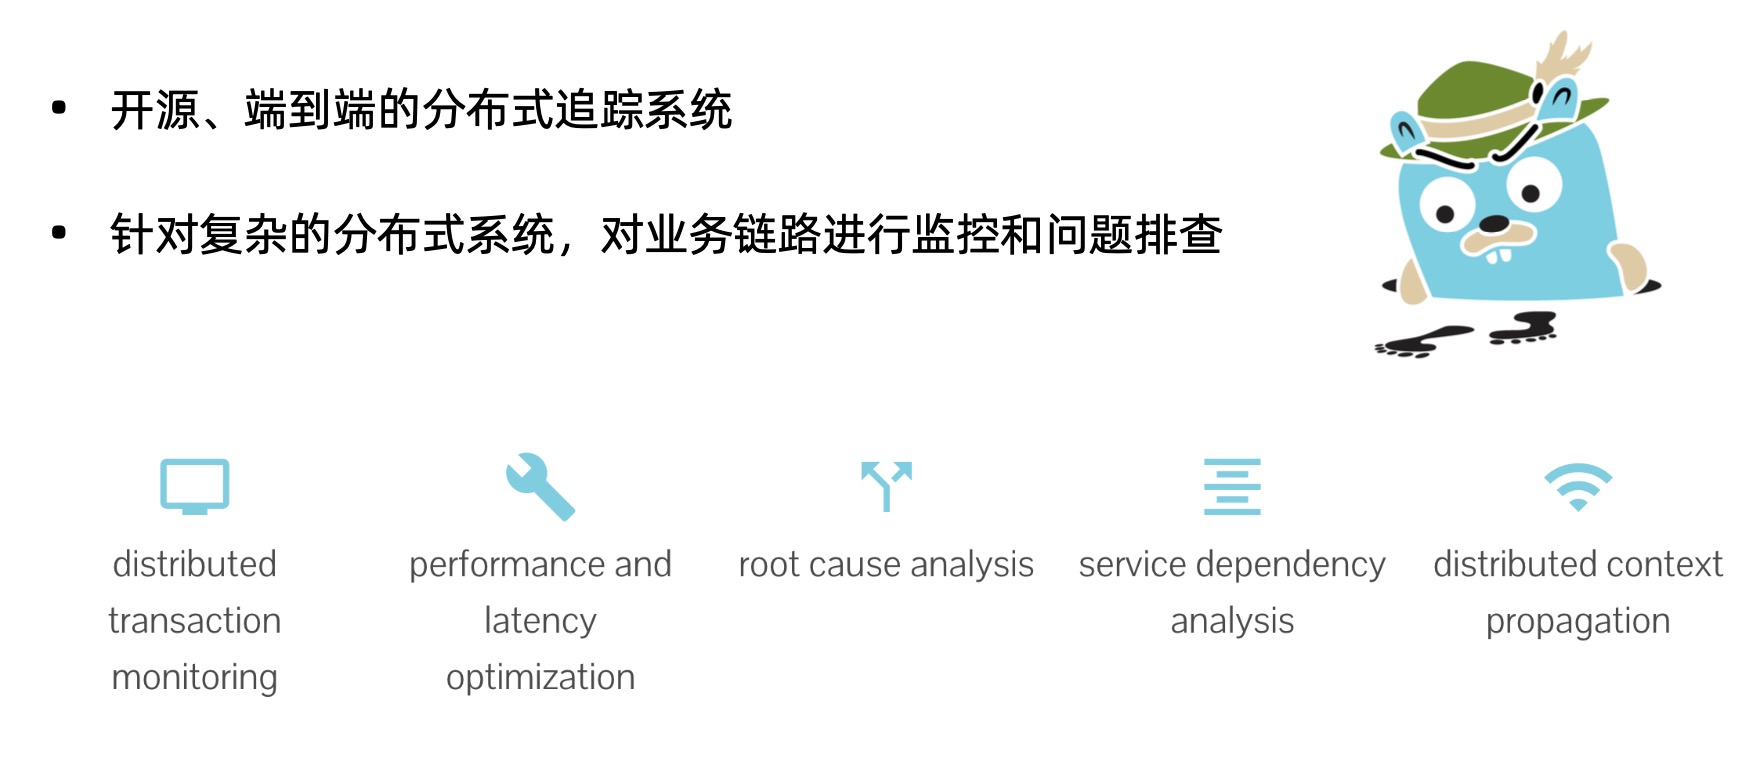 • 开源、端到端的分布式追踪系统
• 针对复杂的分布式系统，对业务链路进行监控和问题排查
distributed
transaction
monitoring
performance and
latency
optimization
root cause analysis
service dependency
analysis
distributed context
propagation